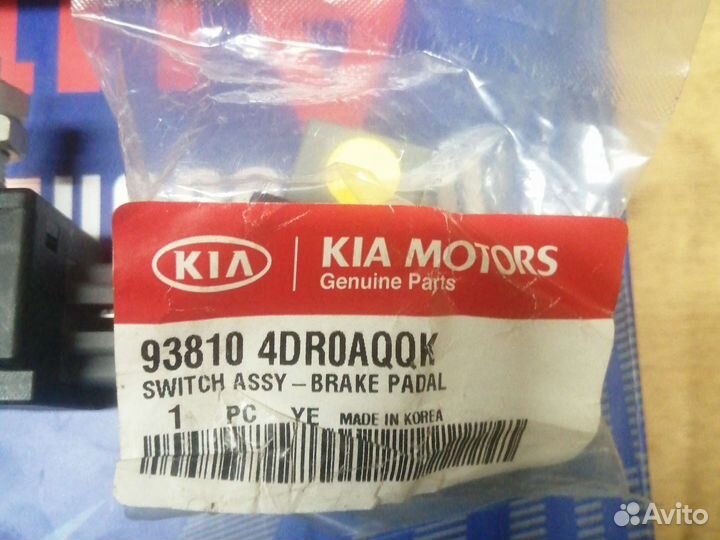 KIA
KIA MOTORS
Genuine Parts
93810 4DR0AQQK
SWITCH ASSY – BRAKE PADAL
1 PC YE MADE IN KOREA
Avito